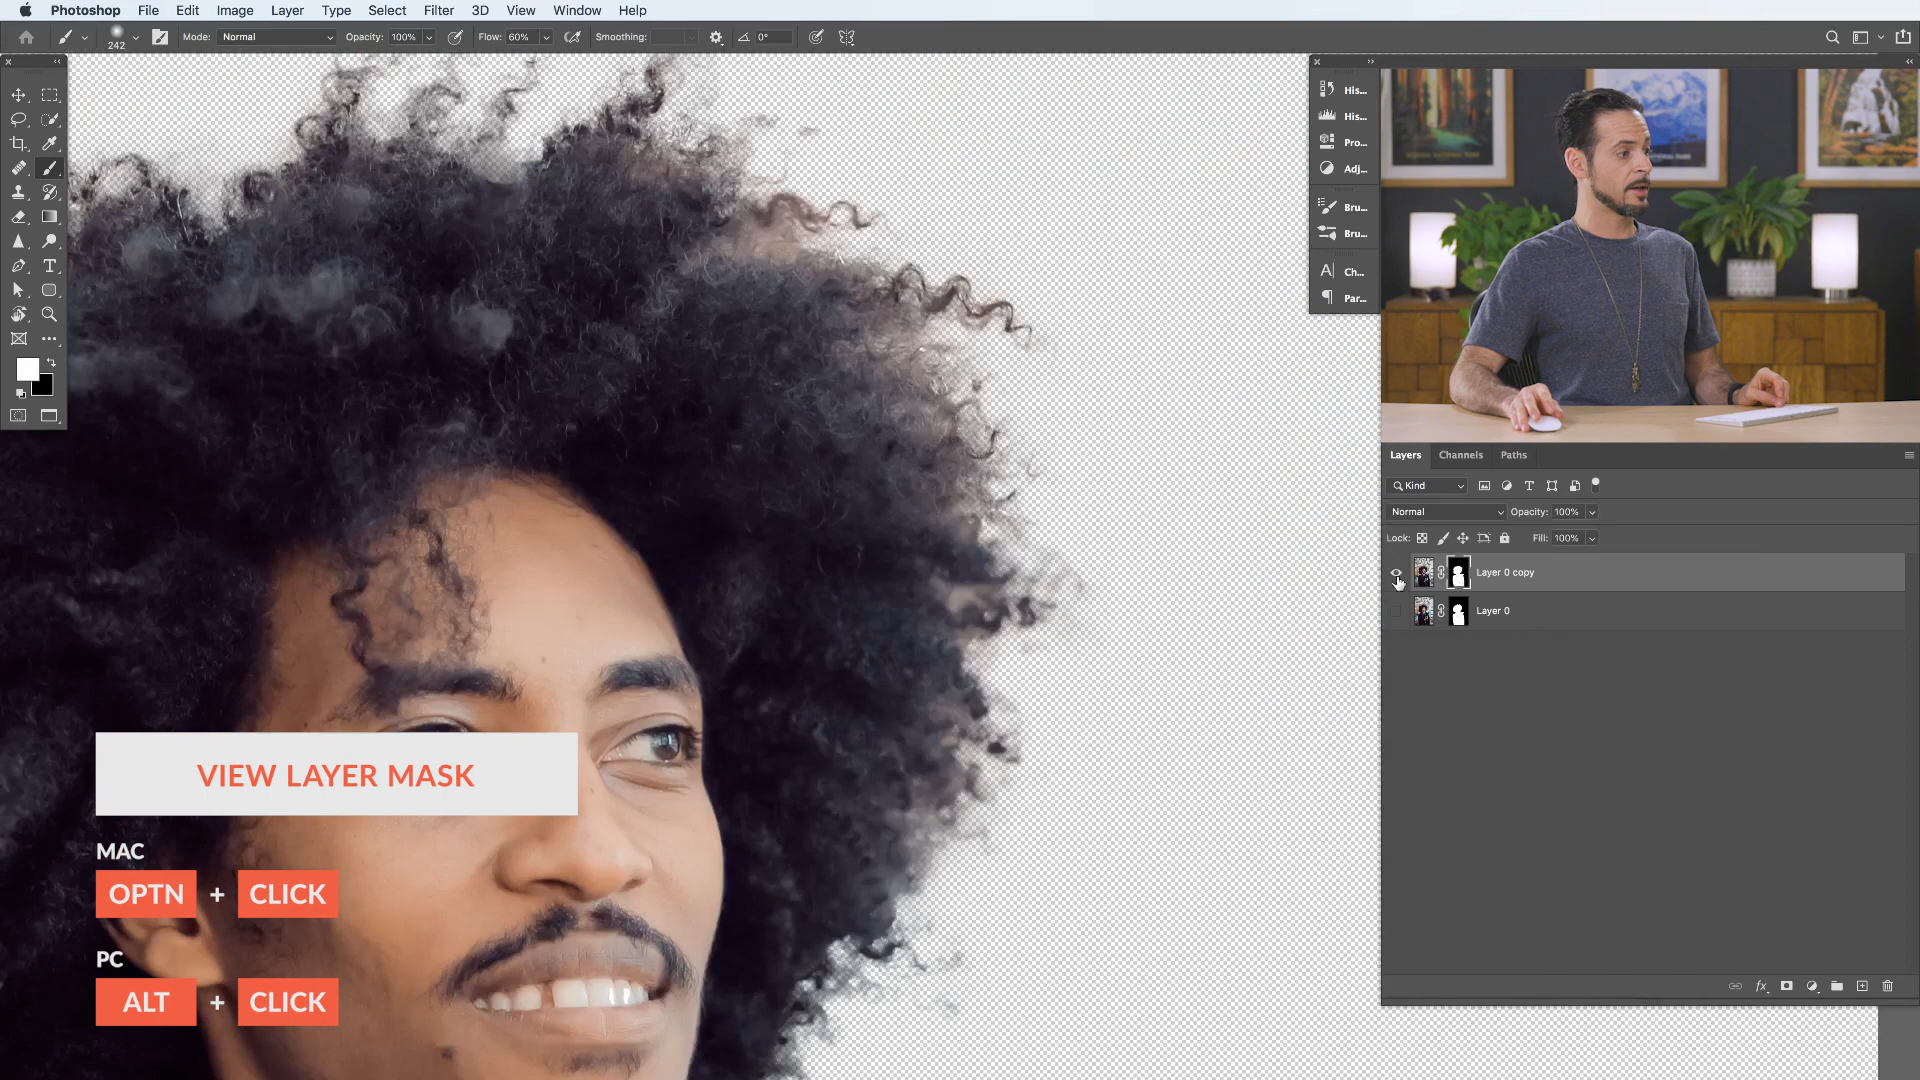 Photoshop File Edit Image Layer Type Select Filter 3D View Window Help
242 Mode: Normal Opacity: 100% Flow: 60% Smoothing: 0°
His...
His...
Pro...
Adj...
Bru...
Bru...
Ch...
Par...
Layers Channels Paths
Kind
Normal Opacity: 100%
Lock: Fill: 100%
Layer 0 copy
Layer 0
fx
VIEW LAYER MASK
MAC
OPTN + CLICK
PC
ALT + CLICK